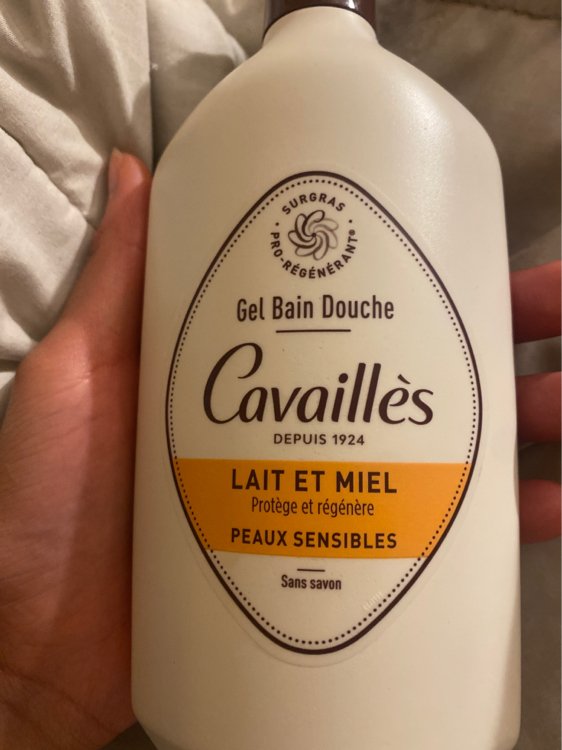 SURGRAS
PRO-RÉGÉNÉRANT®
Gel Bain Douche
Cavaillès
DEPUIS 1924
LAIT ET MIEL
Protège et régénère
PEAUX SENSIBLES
Sans savon